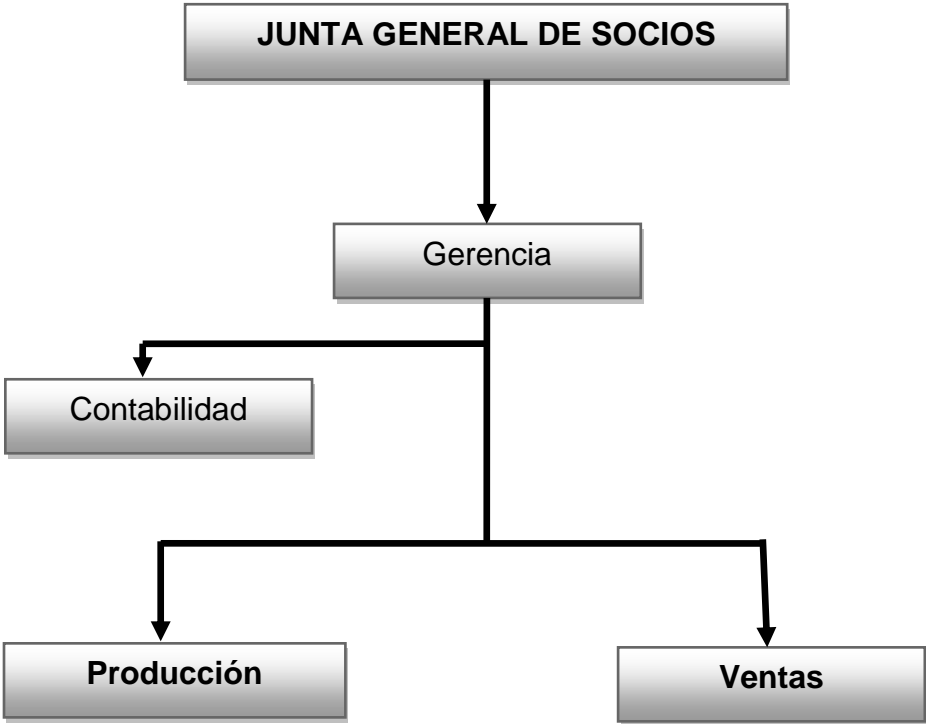 JUNTA GENERAL DE SOCIOS
Gerencia
Contabilidad
Producción
Ventas